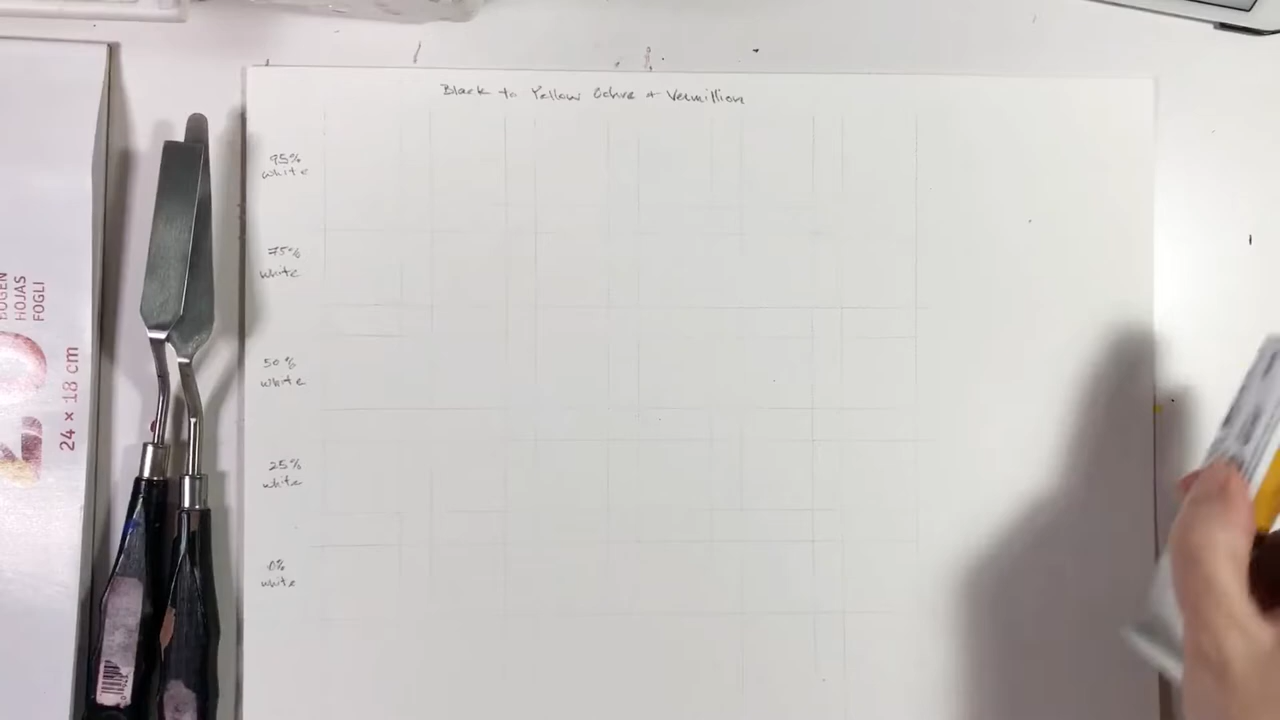 Black to Yellow Ochre + Vermillion
95%
white
75%
white
50%
white
25%
white
0%
white
BOGEN
HOJAS
FOGLI
24 × 18 cm